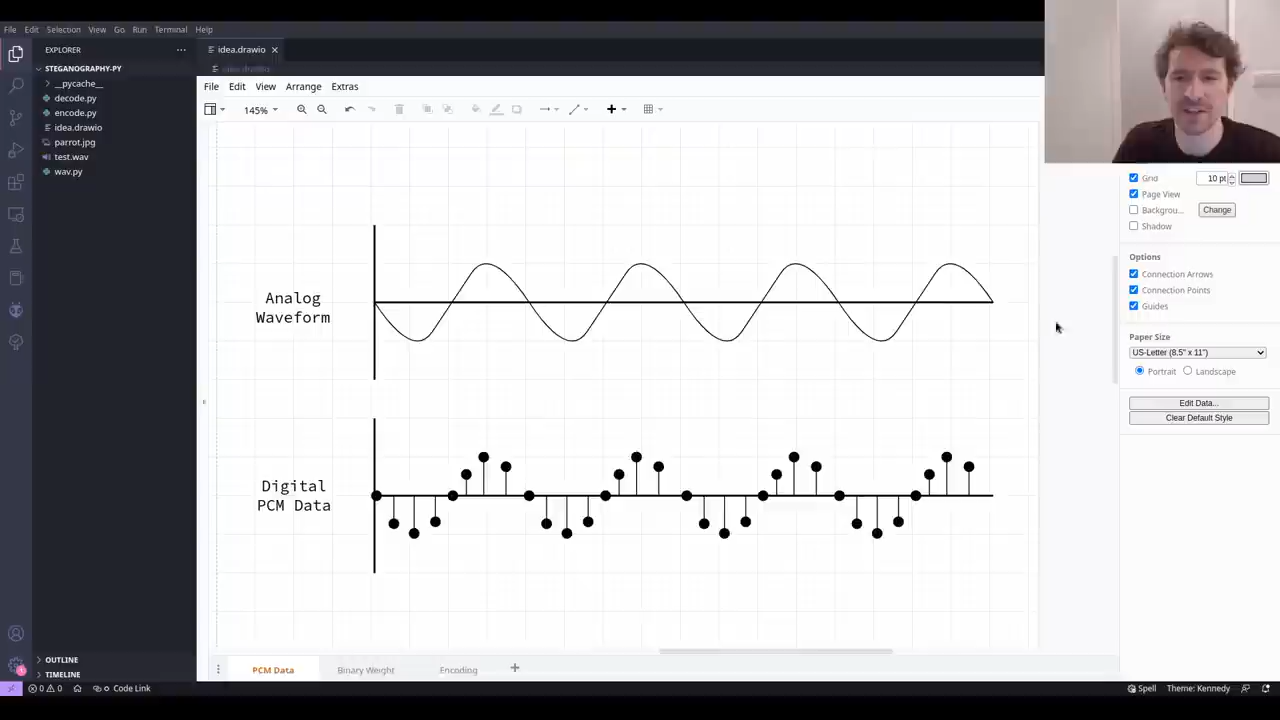 File Edit Selection View Go Run Terminal Help
EXPLORER
idea.drawio
STEGANOGRAPHY-PY
idea.drawio
__pycache__
decode.py
encode.py
idea.drawio
parrot.jpg
test.wav
wav.py
File Edit View Arrange Extras
145%
Grid 10 pt
Page View
Backgrou... Change
Shadow
Options
Connection Arrows
Connection Points
Guides
Paper Size
US-Letter (8.5" x 11")
Portrait Landscape
Edit Data...
Clear Default Style
Analog
Waveform
Digital
PCM Data
PCM Data Binary Weight Encoding
OUTLINE
TIMELINE
0 0 Code Link Spell Theme: Kennedy